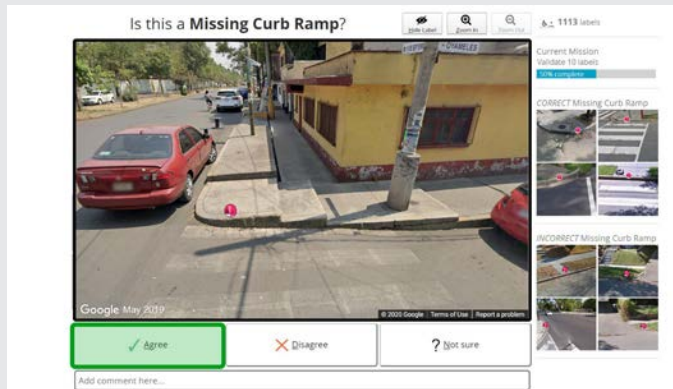 Is this a Missing Curb Ramp?
Hide Label
Zoom In
Zoom Out
1113 labels
Current Mission
Validate 10 labels
50% complete
CORRECT Missing Curb Ramp
OYAMELES
Google May 2019
© 2020 Google Terms of Use Report a problem
INCORRECT Missing Curb Ramp
Agree
Disagree
? Not sure
Add comment here...